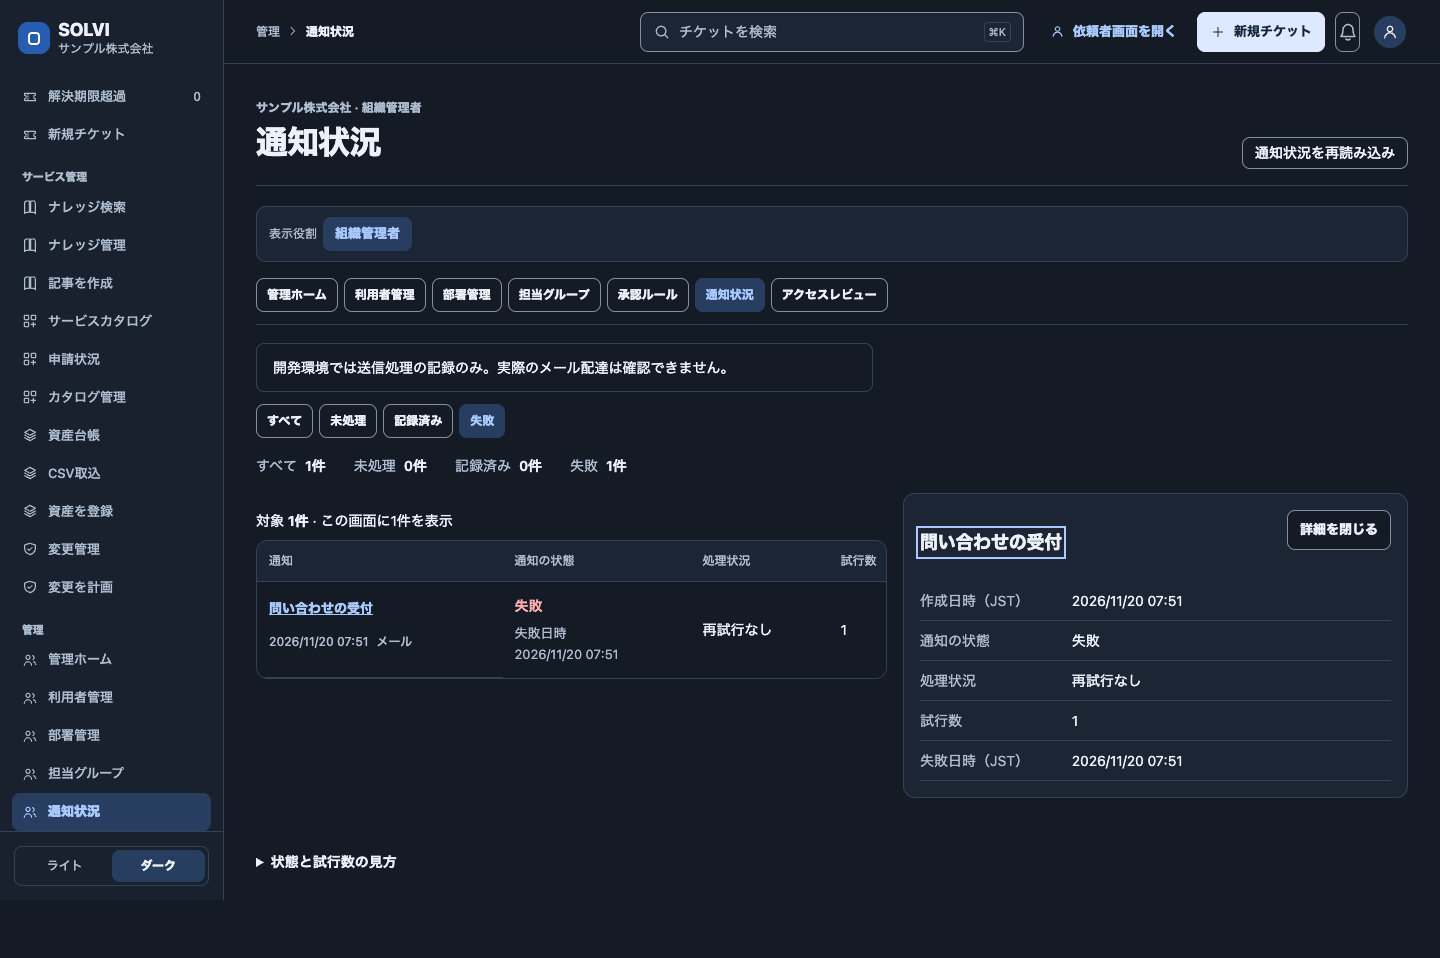 SOLVI
サンプル株式会社
解決期限超過 0
新規チケット
サービス管理
ナレッジ検索
ナレッジ管理
記事を作成
サービスカタログ
申請状況
カタログ管理
資産台帳
CSV取込
資産を登録
変更管理
変更を計画
管理
管理ホーム
利用者管理
部署管理
担当グループ
通知状況
ライト ダーク
管理 > 通知状況
チケットを検索 ⌘K
依頼者画面を開く
+ 新規チケット
サンプル株式会社 · 組織管理者
通知状況
通知状況を再読み込み
表示役割 組織管理者
管理ホーム 利用者管理 部署管理 担当グループ 承認ルール 通知状況 アクセスレビュー
開発環境では送信処理の記録のみ。実際のメール配達は確認できません。
すべて 未処理 記録済み 失敗
すべて 1件 未処理 0件 記録済み 0件 失敗 1件
対象 1件 · この画面に1件を表示
通知 通知の状態 処理状況 試行数
問い合わせの受付
2026/11/20 07:51 メール
失敗
失敗日時
2026/11/20 07:51
再試行なし
1
問い合わせの受付
詳細を閉じる
作成日時（JST） 2026/11/20 07:51
通知の状態 失敗
処理状況 再試行なし
試行数 1
失敗日時（JST） 2026/11/20 07:51
▶ 状態と試行数の見方